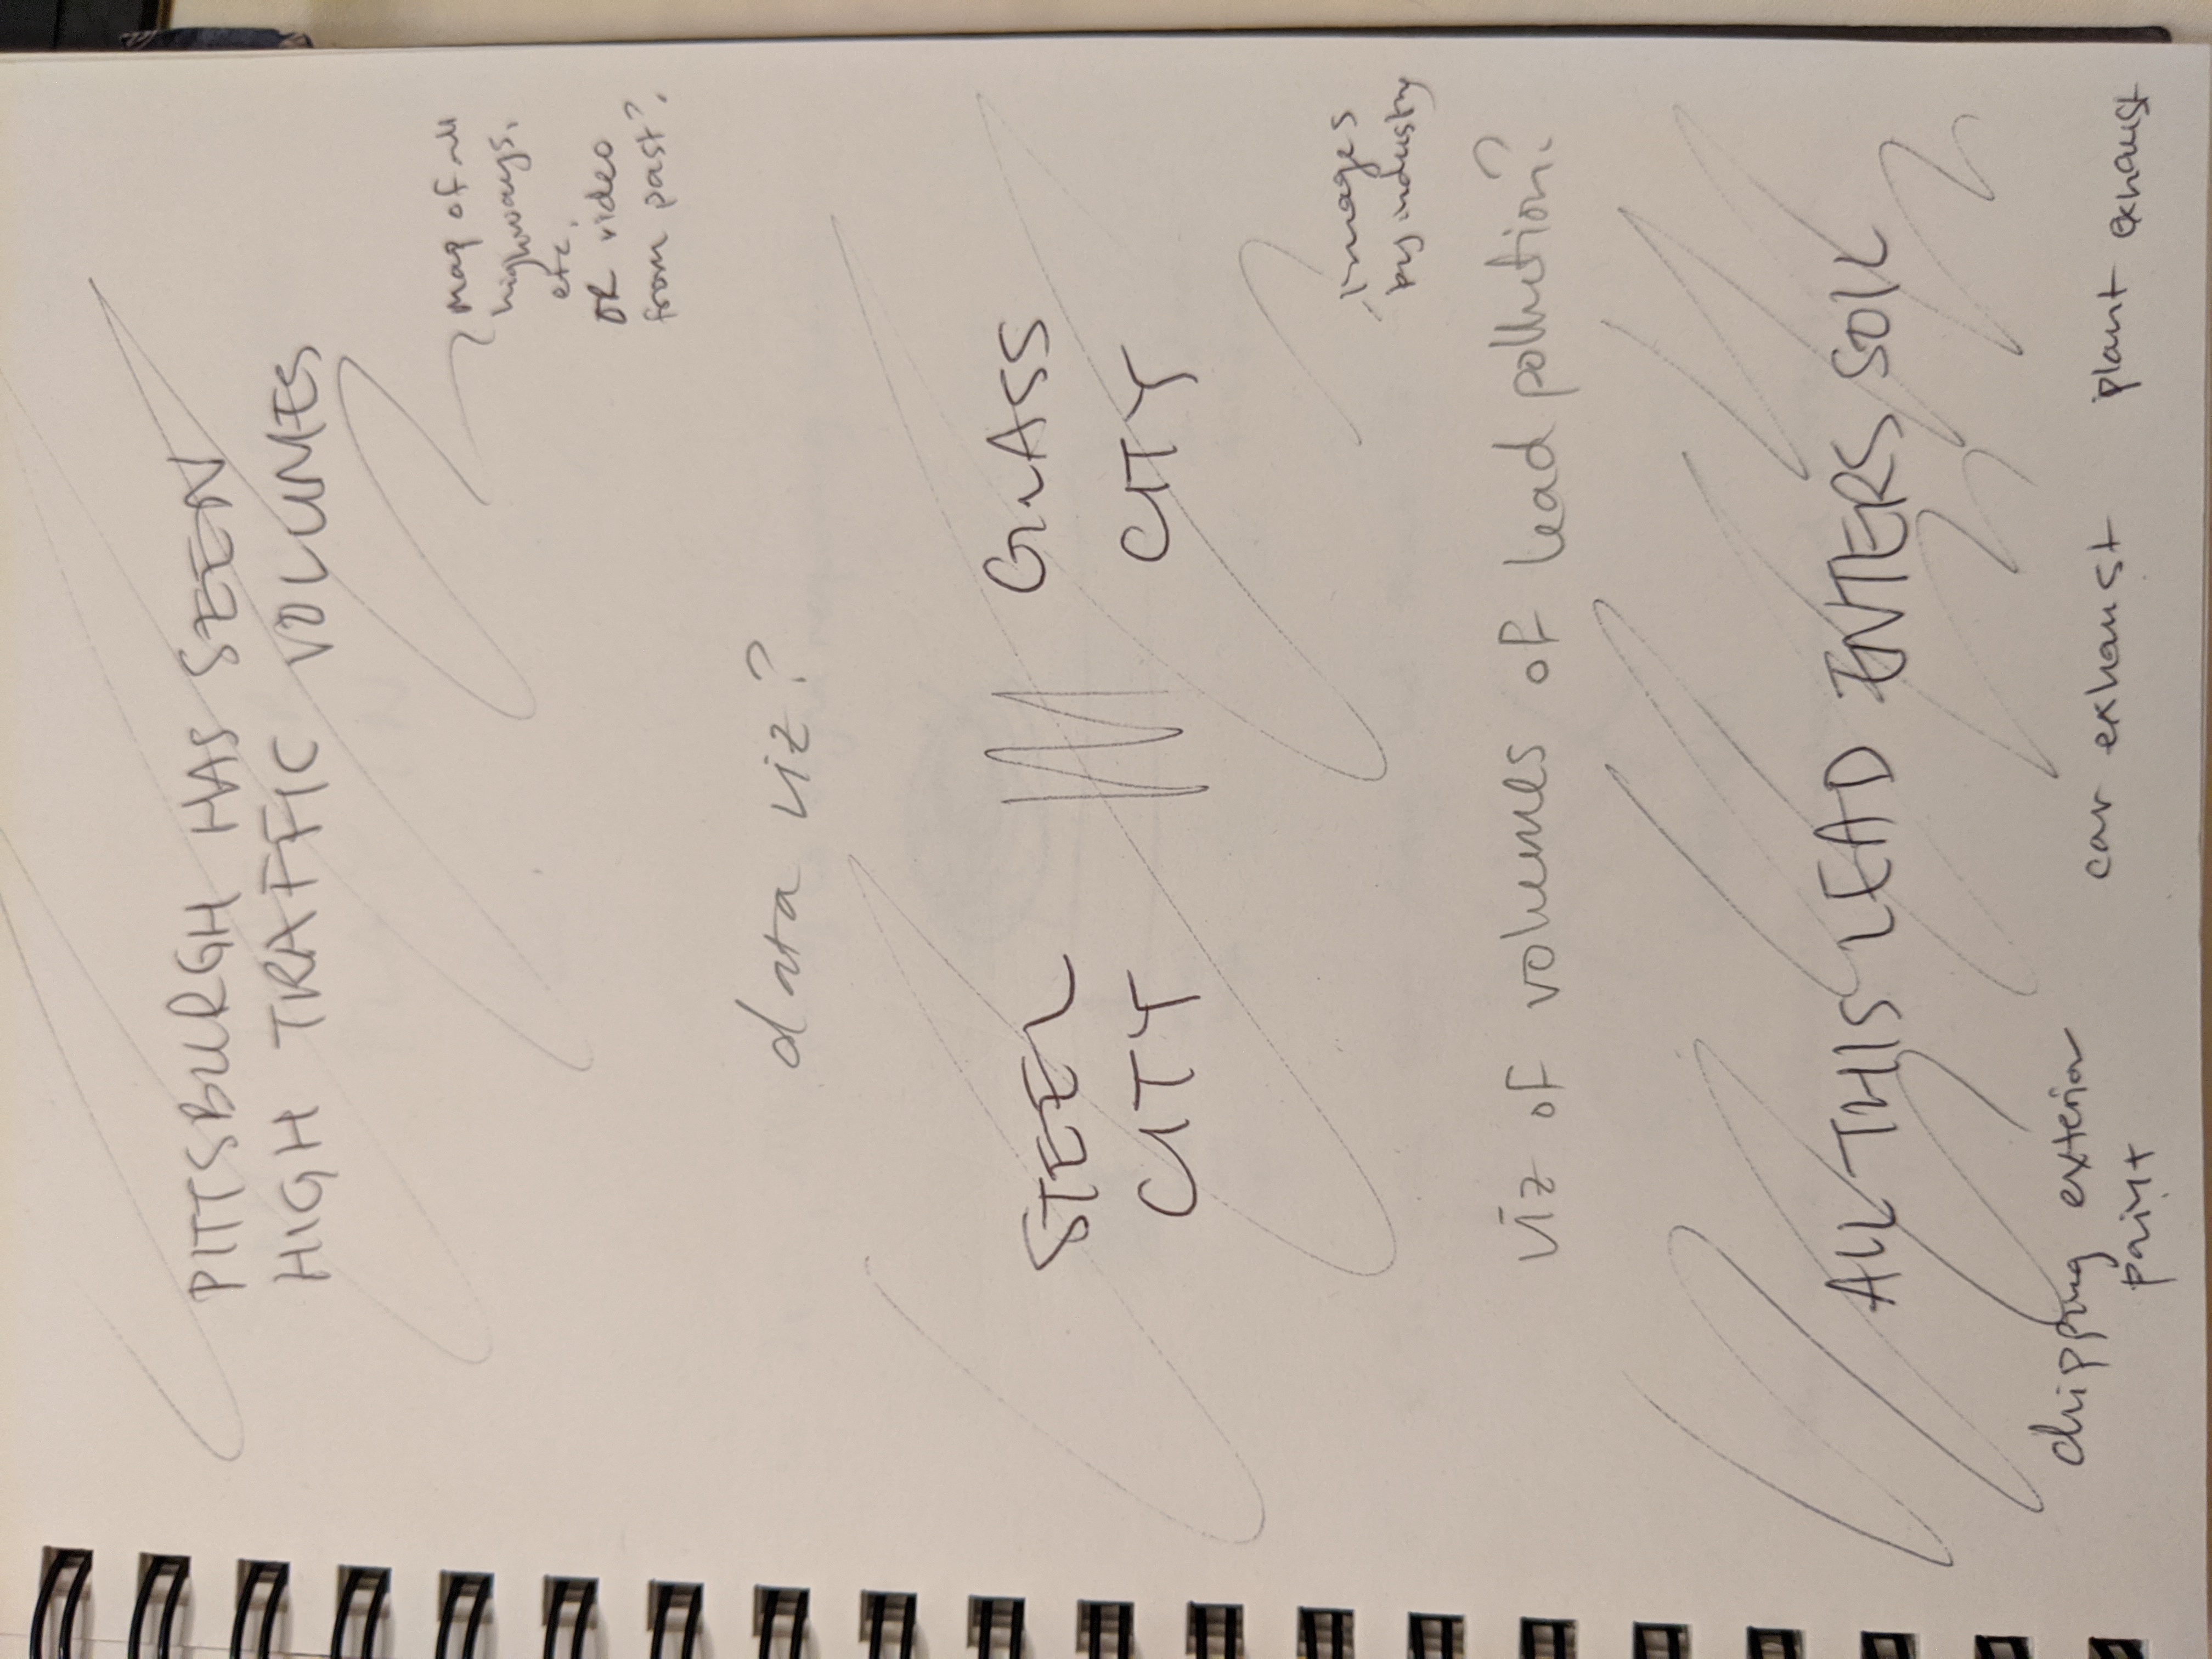 PITTSBURGH HAS SEEN
HIGH TRAFFIC VOLUMES
map of all
highways,
etc.
OR video
from past?
data viz?
STEEL
CITY
GLASS
CITY
images
by industry
viz of volumes of lead pollution?
ALL THIS LEAD ENTERS SOIL
chipping exterior
paint
car exhaust
plant exhaust